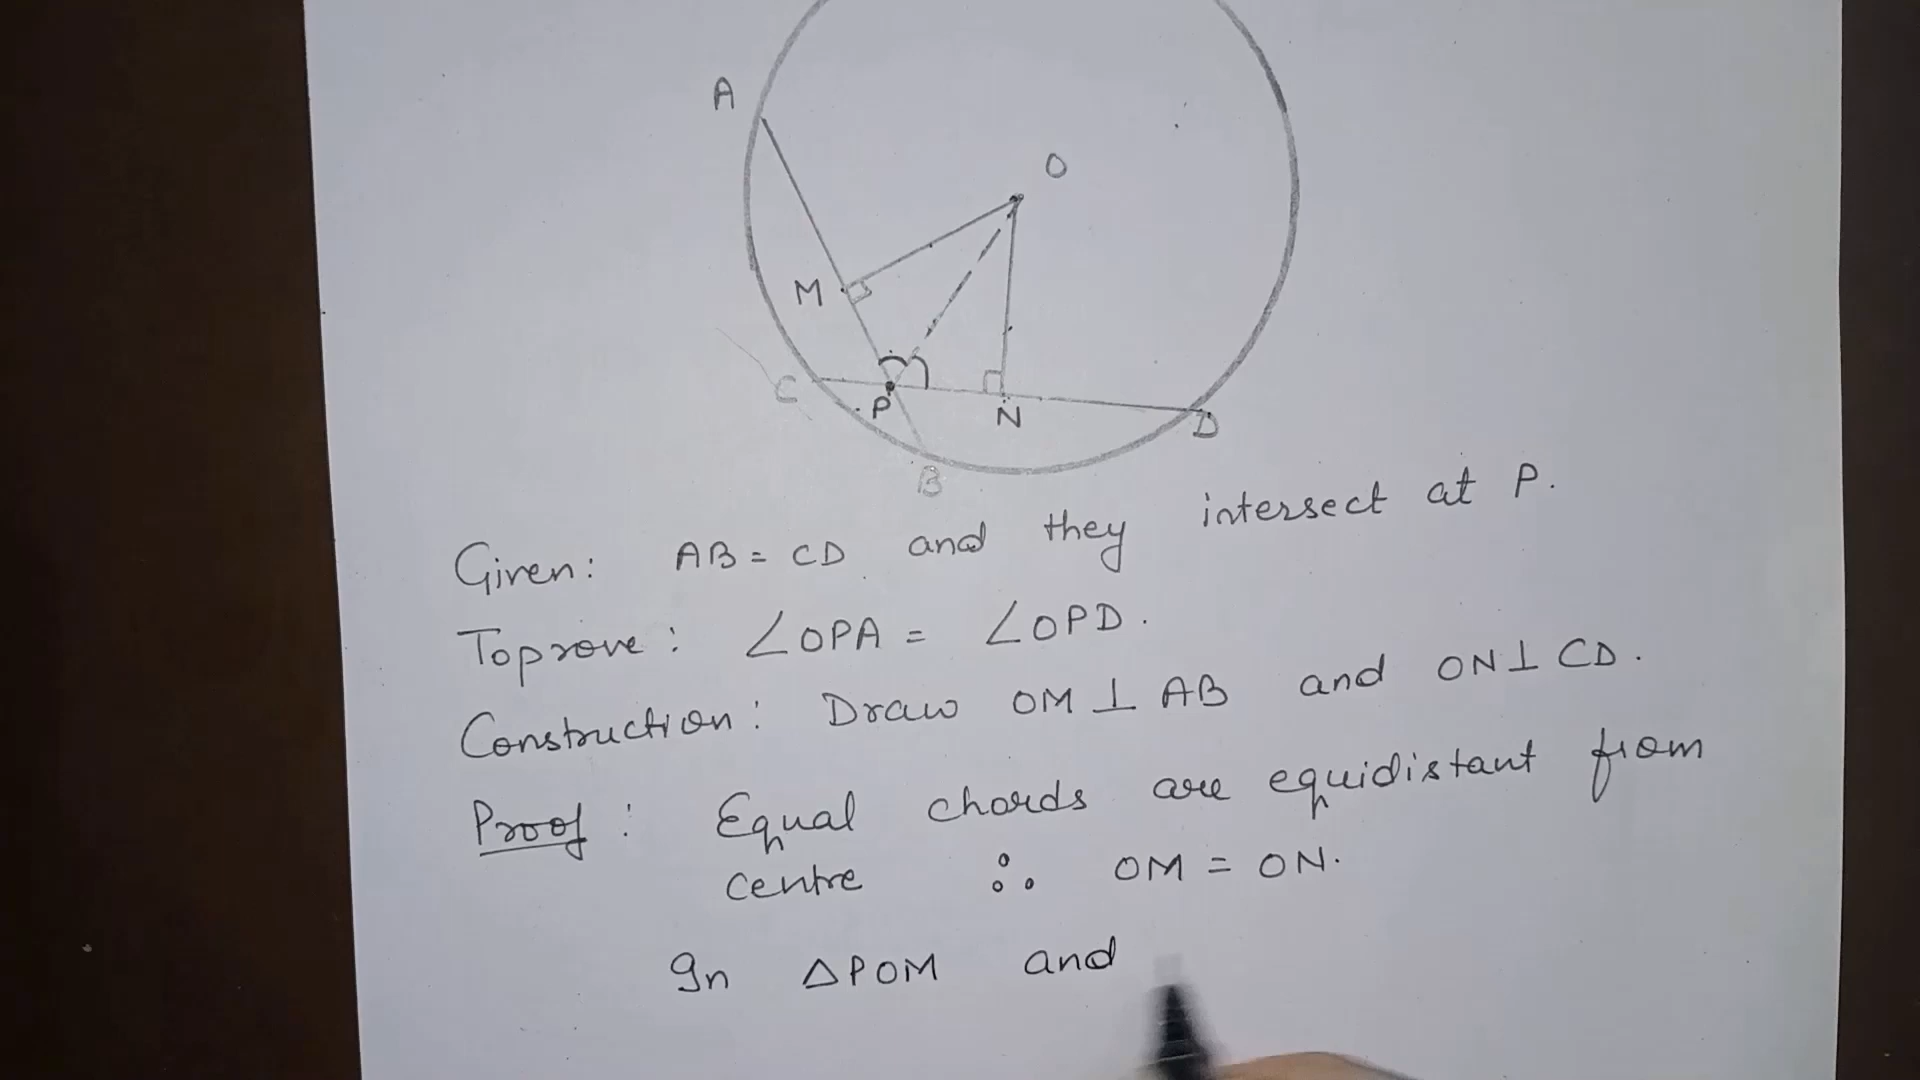 A
O
M
C
P
N
D
B
Given: AB = CD and they intersect at P.
Toprove: ∠OPA = ∠OPD.
Construction: Draw OM ⊥ AB and ON ⊥ CD.
Proof: Equal chords are equidistant from
centre ∴ OM = ON.
In △POM and